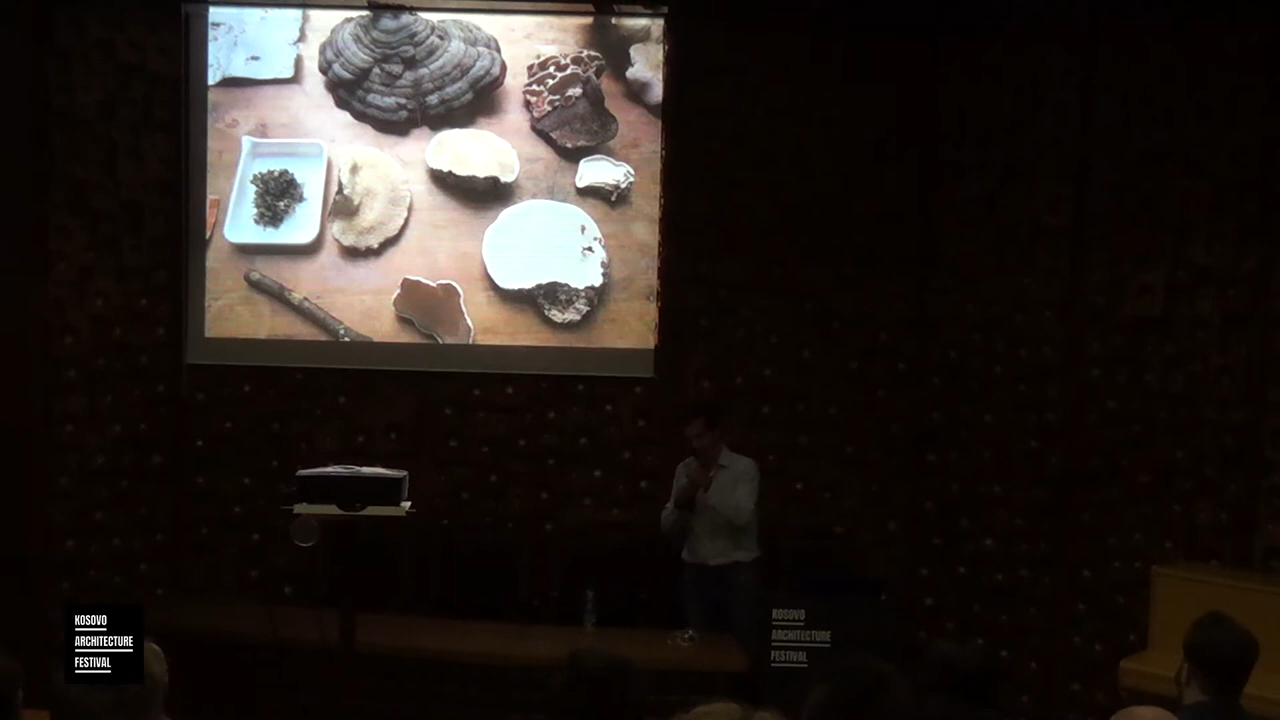 KOSOVO
ARCHITECTURE
FESTIVAL
KOSOVO
ARCHITECTURE
FESTIVAL